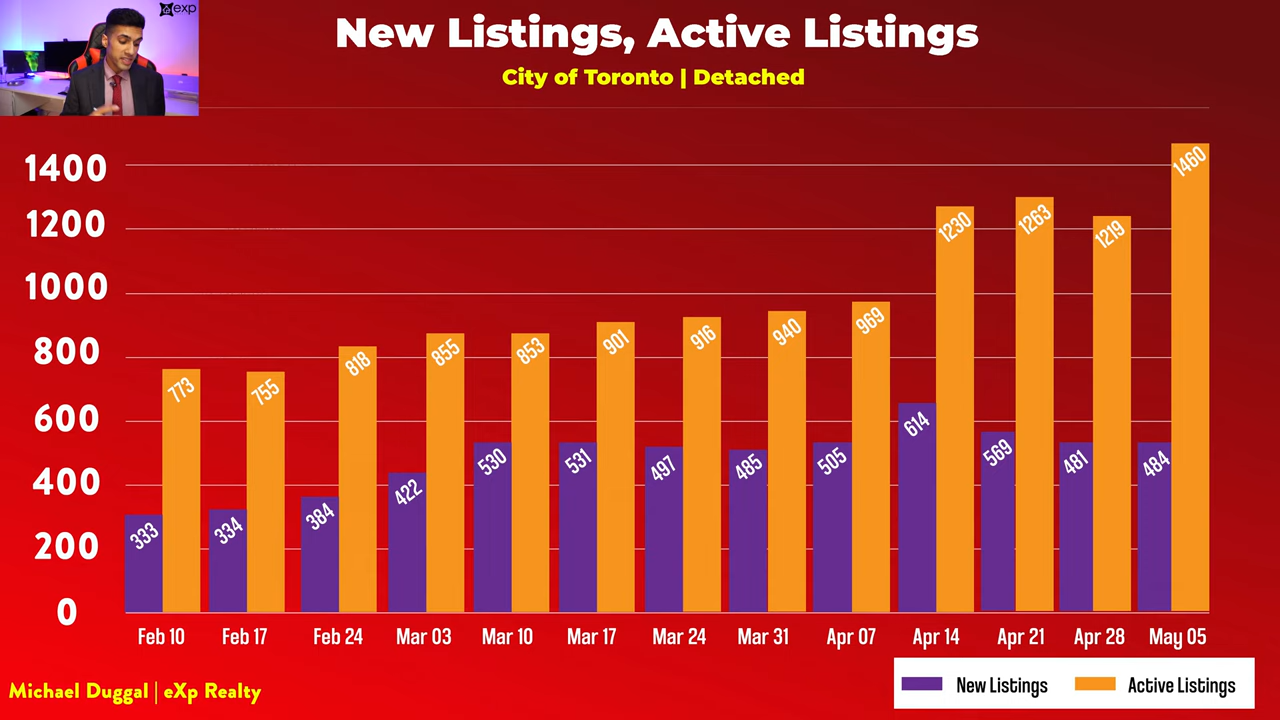 exp
New Listings, Active Listings
City of Toronto | Detached
1400
1200
1000
800
600
400
200
0
333
773
334
755
384
818
422
855
530
853
531
901
497
916
485
940
505
969
614
1230
569
1263
481
1219
484
1460
Feb 10
Feb 17
Feb 24
Mar 03
Mar 10
Mar 17
Mar 24
Mar 31
Apr 07
Apr 14
Apr 21
Apr 28
May 05
Michael Duggal | eXp Realty
New Listings
Active Listings